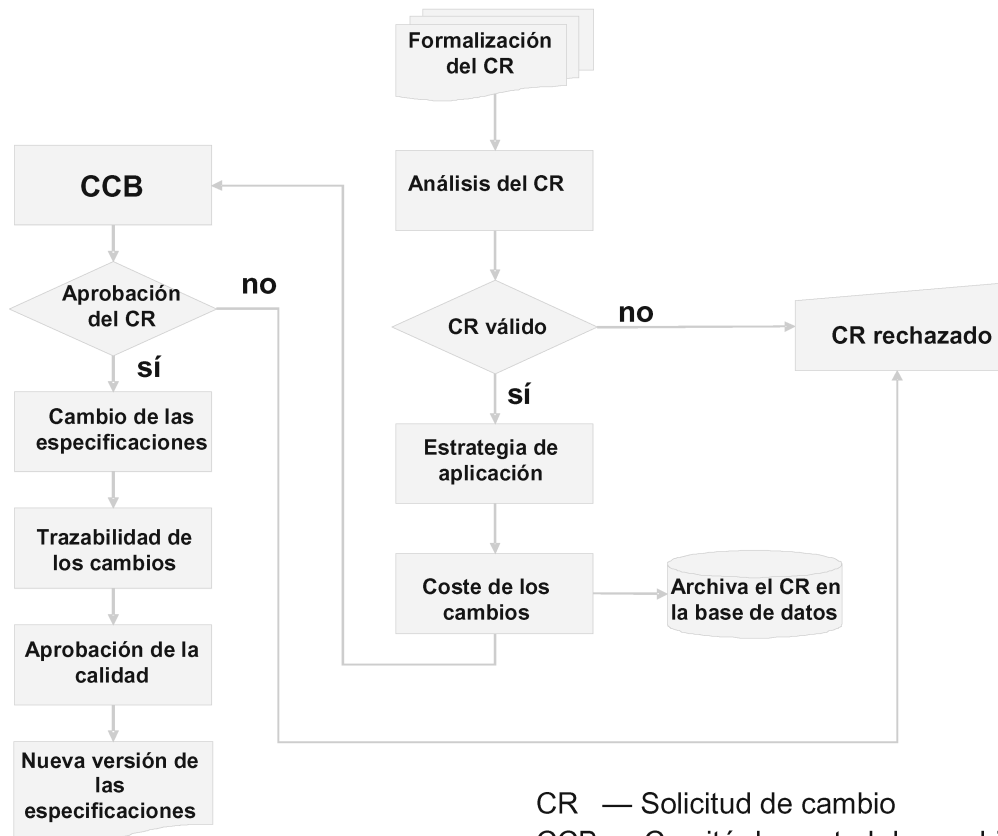 Formalización
del CR
Análisis del CR
CR válido
no
CR rechazado
sí
Estrategia de
aplicación
Coste de los
cambios
Archiva el CR en
la base de datos
CCB
Aprobación
del CR
no
sí
Cambio de las
especificaciones
Trazabilidad de
los cambios
Aprobación de la
calidad
Nueva versión de
las
especificaciones
CR — Solicitud de cambio